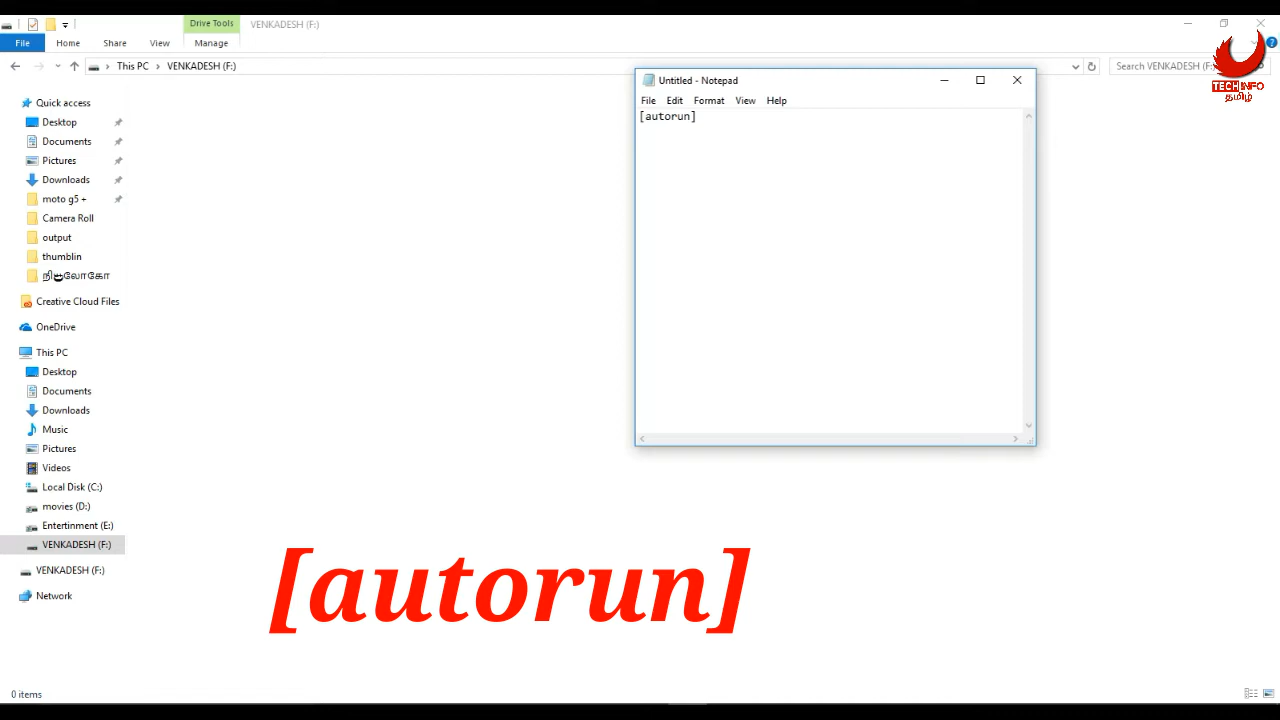 Drive Tools
VENKADESH (F:)
File
Home
Share
View
Manage
This PC
VENKADESH (F:)
Search VENKADESH (F:)
TECH INFO
தமிழ்
Quick access
Desktop
Documents
Pictures
Downloads
moto g5 +
Camera Roll
output
thumblin
Creative Cloud Files
OneDrive
This PC
Desktop
Documents
Downloads
Music
Pictures
Videos
Local Disk (C:)
movies (D:)
Entertinment (E:)
VENKADESH (F:)
VENKADESH (F:)
Network
0 items
Untitled - Notepad
File Edit Format View Help
[autorun]
[autorun]